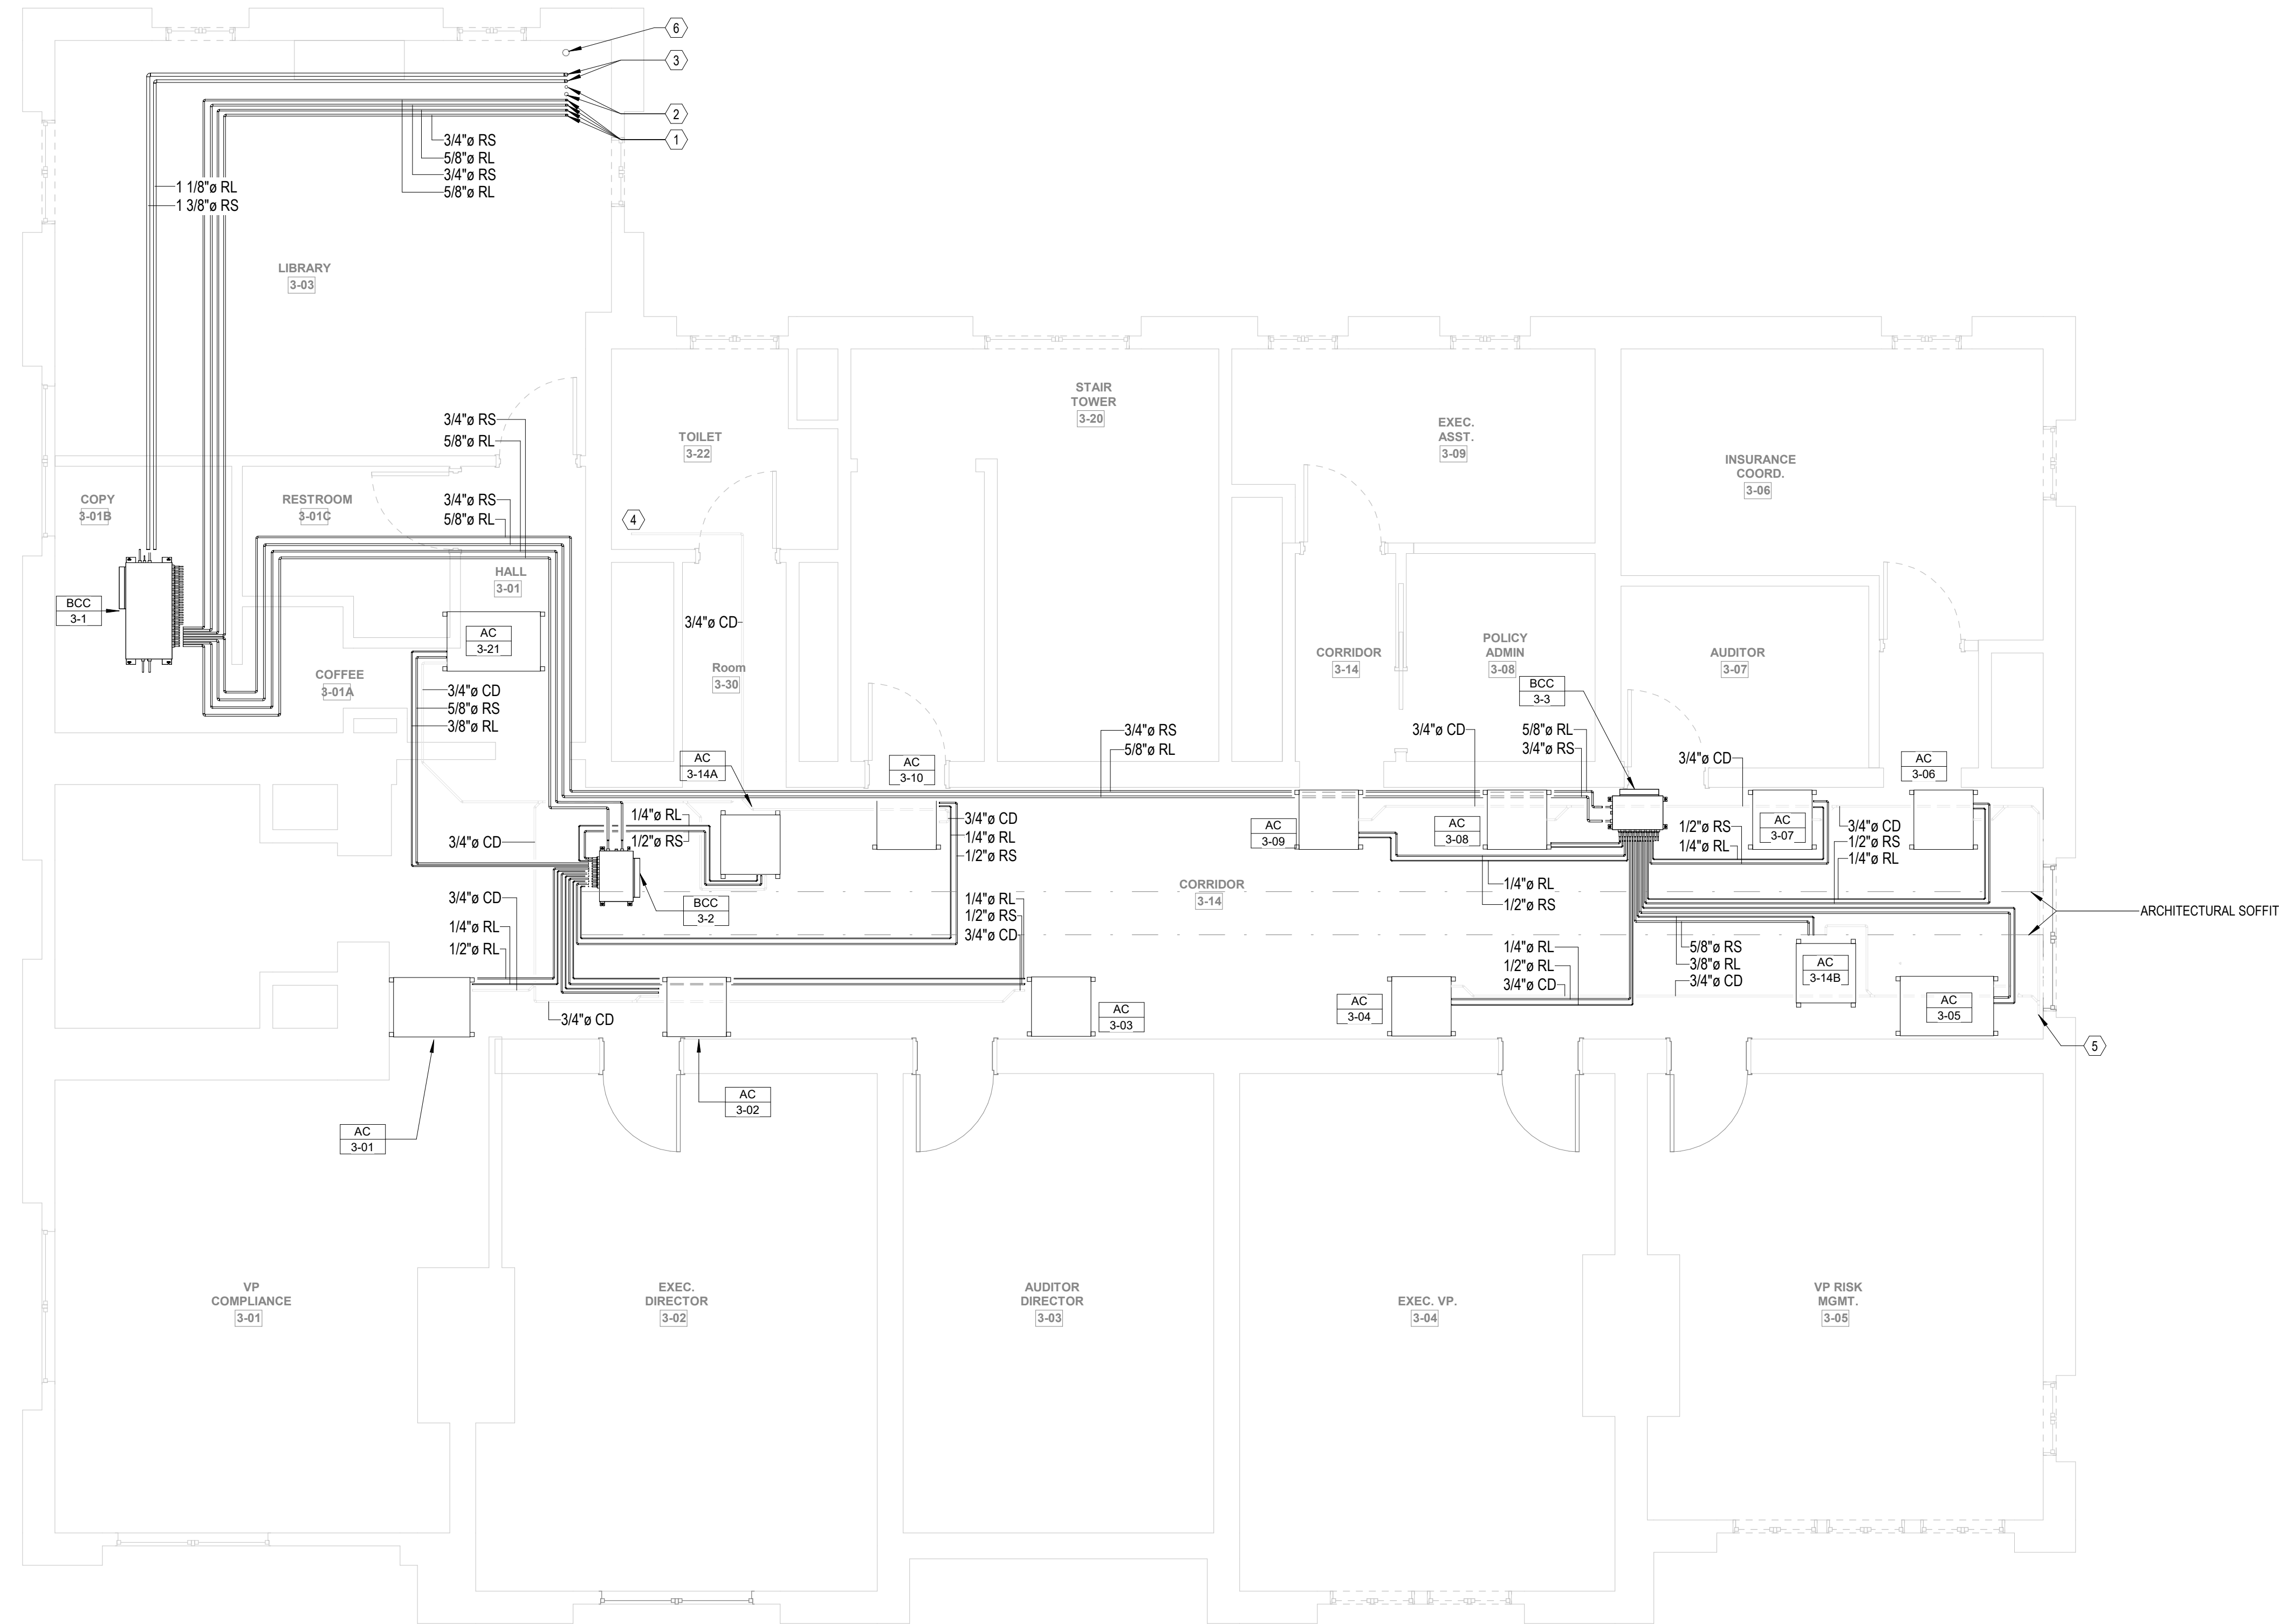 6
3
2
1
3/4"ø RS
5/8"ø RL
3/4"ø RS
5/8"ø RL
1 1/8"ø RL
1 3/8"ø RS
LIBRARY
3-03
STAIR
TOWER
3-20
3/4"ø RS
5/8"ø RL
TOILET
3-22
EXEC.
ASST.
3-09
INSURANCE
COORD.
3-06
COPY
3-01B
RESTROOM
3-01C
3/4"ø RS
5/8"ø RL
4
HALL
3-01
BCC
3-1
AC
3-21
3/4"ø CD
Room
3-30
COFFEE
3-01A
3/4"ø CD
5/8"ø RS
3/8"ø RL
CORRIDOR
3-14
POLICY
ADMIN
3-08
AUDITOR
3-07
BCC
3-3
3/4"ø RS
5/8"ø RL
3/4"ø CD
5/8"ø RL
3/4"ø RS
3/4"ø CD
AC
3-14A
AC
3-10
AC
3-06
1/4"ø RL
1/2"ø RS
3/4"ø CD
3/4"ø CD
1/4"ø RL
1/2"ø RS
AC
3-09
AC
3-08
1/2"ø RS
1/4"ø RL
AC
3-07
3/4"ø CD
1/2"ø RS
1/4"ø RL
BCC
3-2
3/4"ø CD
1/4"ø RL
1/2"ø RL
1/4"ø RL
1/2"ø RS
3/4"ø CD
CORRIDOR
3-14
1/4"ø RL
1/2"ø RS
ARCHITECTURAL SOFFIT
1/4"ø RL
1/2"ø RL
3/4"ø CD
5/8"ø RS
3/8"ø RL
3/4"ø CD
AC
3-14B
AC
3-05
3/4"ø CD
AC
3-03
AC
3-04
5
AC
3-02
AC
3-01
VP
COMPLIANCE
3-01
EXEC.
DIRECTOR
3-02
AUDITOR
DIRECTOR
3-03
EXEC. VP.
3-04
VP RISK
MGMT.
3-05